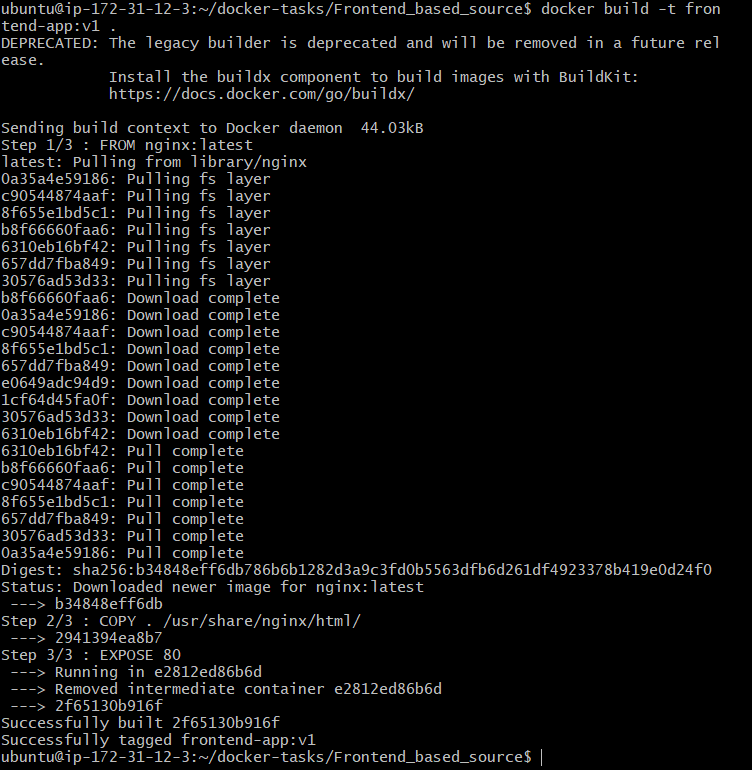 ubuntu@ip-172-31-12-3:~/docker-tasks/Frontend_based_source$ docker build -t fron
tend-app:v1 .
DEPRECATED: The legacy builder is deprecated and will be removed in a future rel
ease.
            Install the buildx component to build images with BuildKit:
            https://docs.docker.com/go/buildx/

Sending build context to Docker daemon  44.03kB
Step 1/3 : FROM nginx:latest
latest: Pulling from library/nginx
0a35a4e59186: Pulling fs layer
c90544874aaf: Pulling fs layer
8f655e1bd5c1: Pulling fs layer
b8f66660faa6: Pulling fs layer
6310eb16bf42: Pulling fs layer
657dd7fba849: Pulling fs layer
30576ad53d33: Pulling fs layer
b8f66660faa6: Download complete
0a35a4e59186: Download complete
c90544874aaf: Download complete
8f655e1bd5c1: Download complete
657dd7fba849: Download complete
e0649adc94d9: Download complete
1cf64d45fa0f: Download complete
30576ad53d33: Download complete
6310eb16bf42: Download complete
6310eb16bf42: Pull complete
b8f66660faa6: Pull complete
c90544874aaf: Pull complete
8f655e1bd5c1: Pull complete
657dd7fba849: Pull complete
30576ad53d33: Pull complete
0a35a4e59186: Pull complete
Digest: sha256:b34848eff6db786b6b1282d3a9c3fd0b5563dfb6d261df4923378b419e0d24f0
Status: Downloaded newer image for nginx:latest
 ---> b34848eff6db
Step 2/3 : COPY . /usr/share/nginx/html/
 ---> 2941394ea8b7
Step 3/3 : EXPOSE 80
 ---> Running in e2812ed86b6d
 ---> Removed intermediate container e2812ed86b6d
 ---> 2f65130b916f
Successfully built 2f65130b916f
Successfully tagged frontend-app:v1
ubuntu@ip-172-31-12-3:~/docker-tasks/Frontend_based_source$